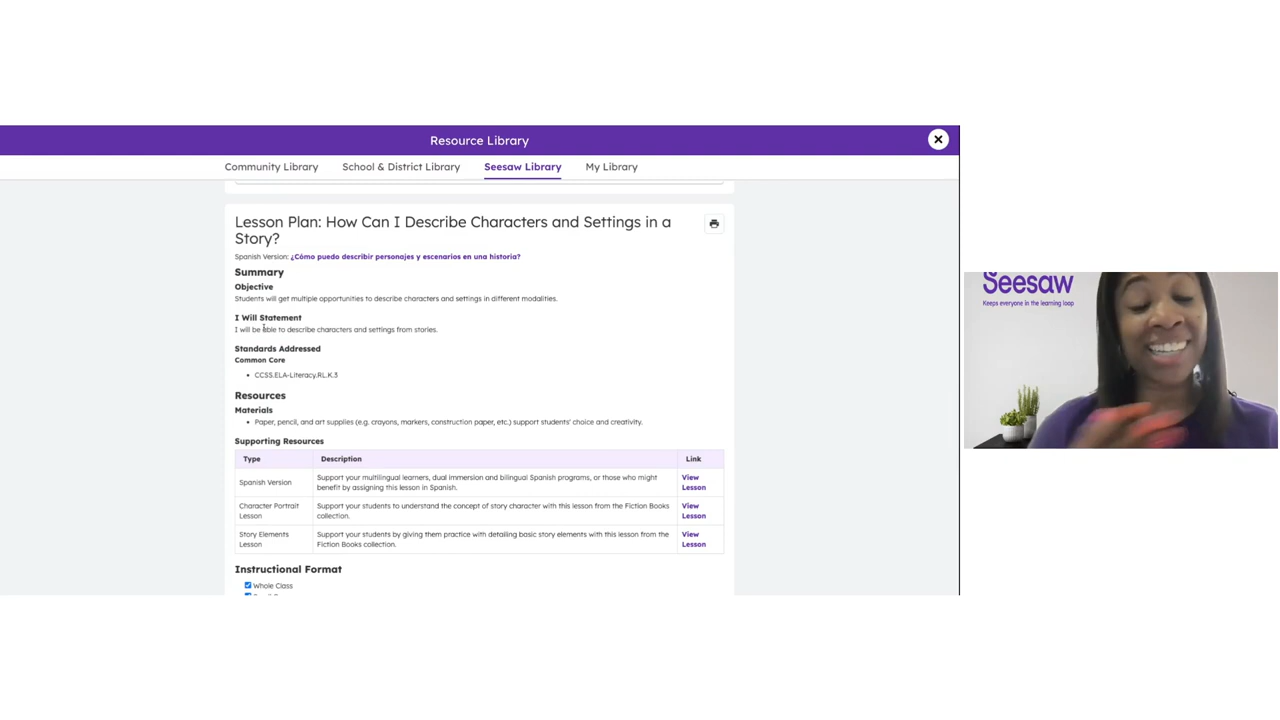 Resource Library
Community Library School & District Library Seesaw Library My Library
Lesson Plan: How Can I Describe Characters and Settings in a
Story?
Spanish Version: ¿Cómo puedo describir personajes y escenarios en una historia?
Summary
Objective
Students will get multiple opportunities to describe characters and settings in different modalities.
I Will Statement
I will be able to describe characters and settings from stories.
Standards Addressed
Common Core
• CCSS.ELA-Literacy.RL.K.3
Resources
Materials
• Paper, pencil, and art supplies (e.g. crayons, markers, construction paper, etc.) support students' choice and creativity.
Supporting Resources
Type Description Link
Spanish Version
Support your multilingual learners, dual immersion and bilingual Spanish programs, or those who might
benefit by assigning this lesson in Spanish.
View
Lesson
Character Portrait
Lesson
Support your students to understand the concept of story character with this lesson from the Fiction Books
collection.
View
Lesson
Story Elements
Lesson
Support your students by giving them practice with detailing basic story elements with this lesson from the
Fiction Books collection.
View
Lesson
Instructional Format
Whole Class
Seesaw
Keeps everyone in the learning loop